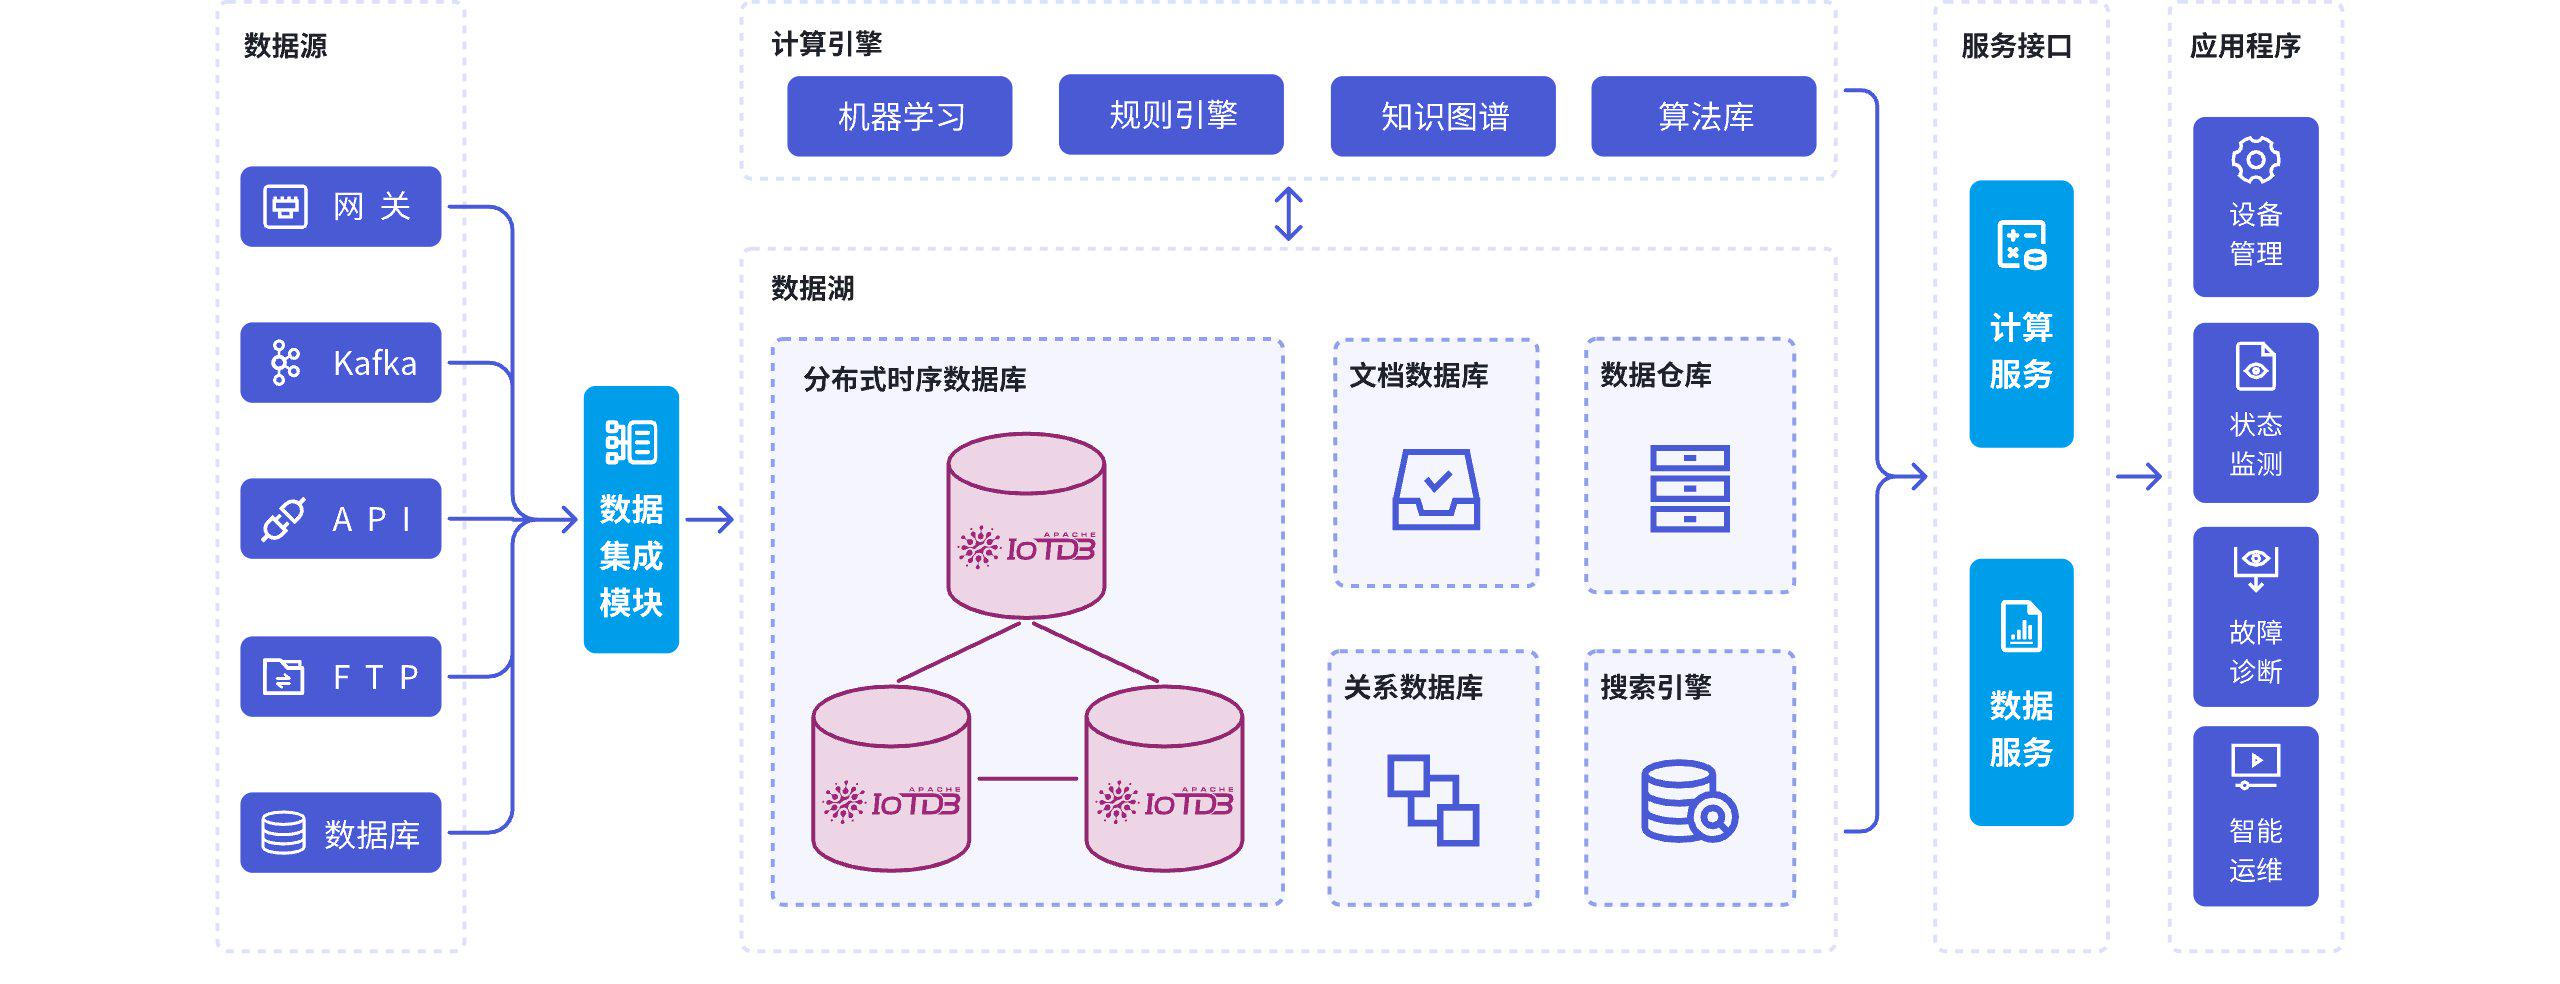 数据源
网 关
Kafka
A P I
F T P
数据库
数据
集成
模块
计算引擎
机器学习
规则引擎
知识图谱
算法库
数据湖
分布式时序数据库
APACHE
IoTDB
APACHE
IoTDB
APACHE
IoTDB
文档数据库
数据仓库
关系数据库
搜索引擎
服务接口
计算
服务
数据
服务
应用程序
设备
管理
状态
监测
故障
诊断
智能
运维